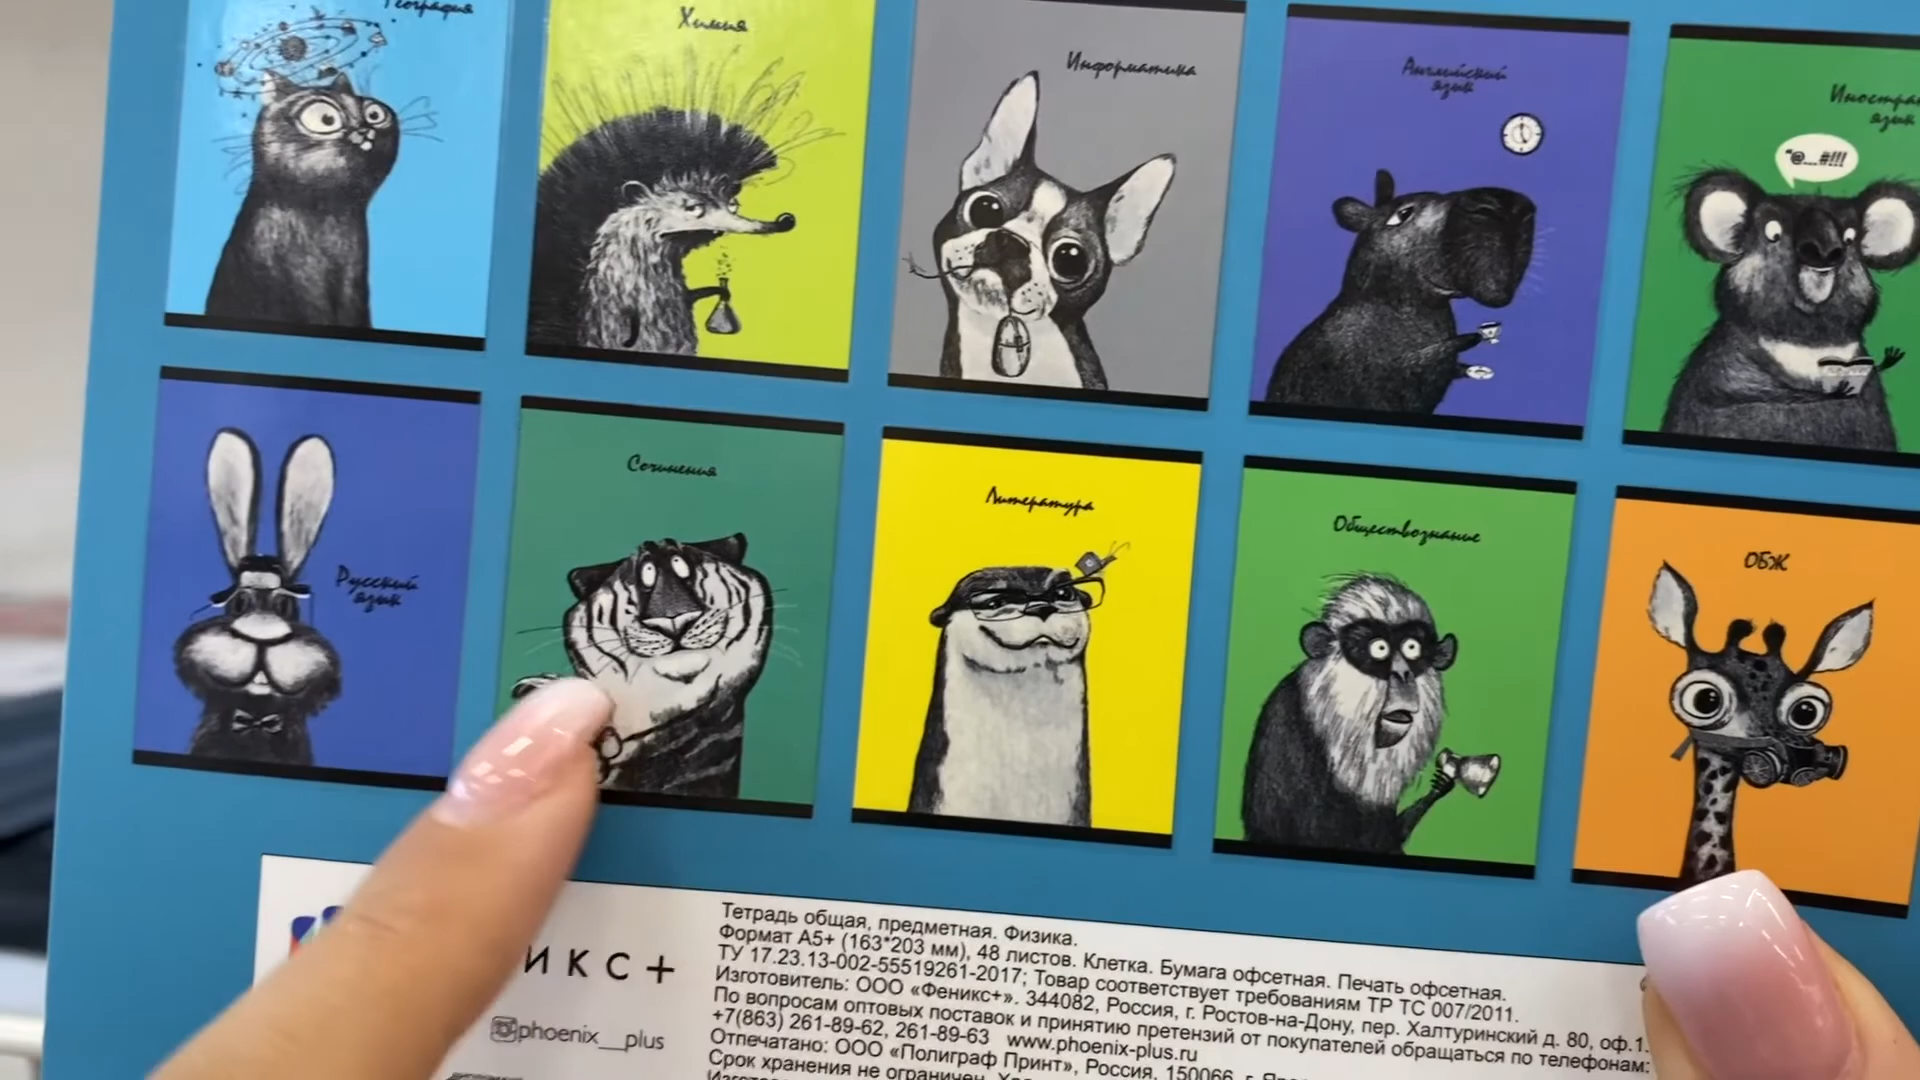 География
Химия
Информатика
Английский
язык
Иностран
язык
"@...#!!!
Русский
язык
Сочинения
Литература
Обществознание
ОБЖ
ИКС+
phoenix__plus
Тетрадь общая, предметная. Физика.
Формат А5+ (163*203 мм), 48 листов. Клетка. Бумага офсетная. Печать офсетная.
ТУ 17.23.13-002-55519261-2017; Товар соответствует требованиям ТР ТС 007/2011.
Изготовитель: ООО «Феникс+». 344082, Россия, г. Ростов-на-Дону, пер. Халтуринский д. 80, оф.1.
По вопросам оптовых поставок и принятию претензий от покупателей обращаться по телефонам:
+7(863) 261-89-62, 261-89-63 www.phoenix-plus.ru
Отпечатано: ООО «Полиграф Принт», Россия, 150066, г.
Срок хранения не ограничен.